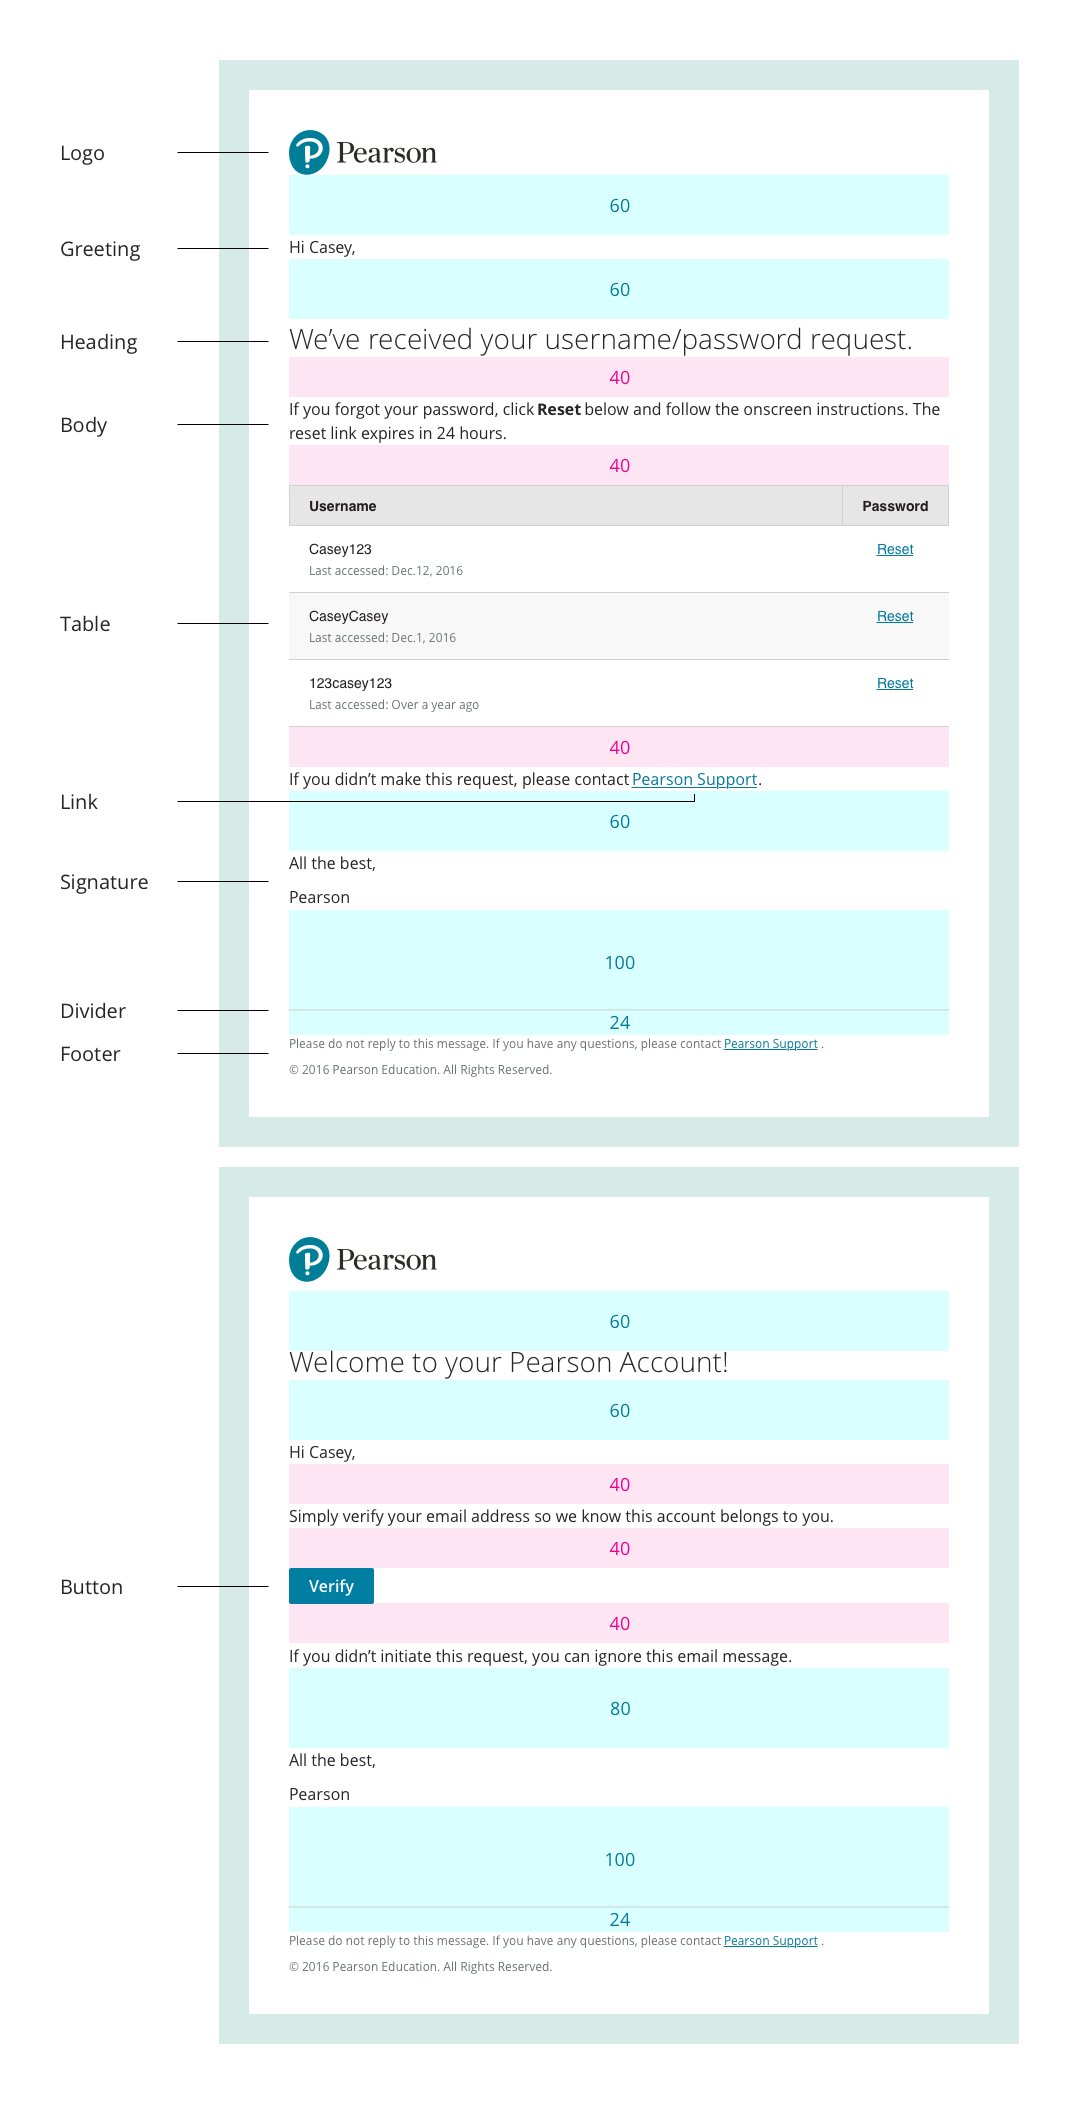 Logo
Pearson
60
Greeting
Hi Casey,
60
Heading
We've received your username/password request.
40
If you forgot your password, click Reset below and follow the onscreen instructions. The
Body
reset link expires in 24 hours.
40
Username Password
Casey123 Reset
Last accessed: Dec.12, 2016
Table
CaseyCasey Reset
Last accessed: Dec.1, 2016
123casey123 Reset
Last accessed: Over a year ago
40
If you didn't make this request, please contact Pearson Support.
Link
60
All the best,
Signature
Pearson
100
Divider
24
Footer
Please do not reply to this message. If you have any questions, please contact Pearson Support .
© 2016 Pearson Education. All Rights Reserved.
Pearson
60
Welcome to your Pearson Account!
60
Hi Casey,
40
Simply verify your email address so we know this account belongs to you.
40
Button
Verify
40
If you didn't initiate this request, you can ignore this email message.
80
All the best,
Pearson
100
24
Please do not reply to this message. If you have any questions, please contact Pearson Support .
© 2016 Pearson Education. All Rights Reserved.